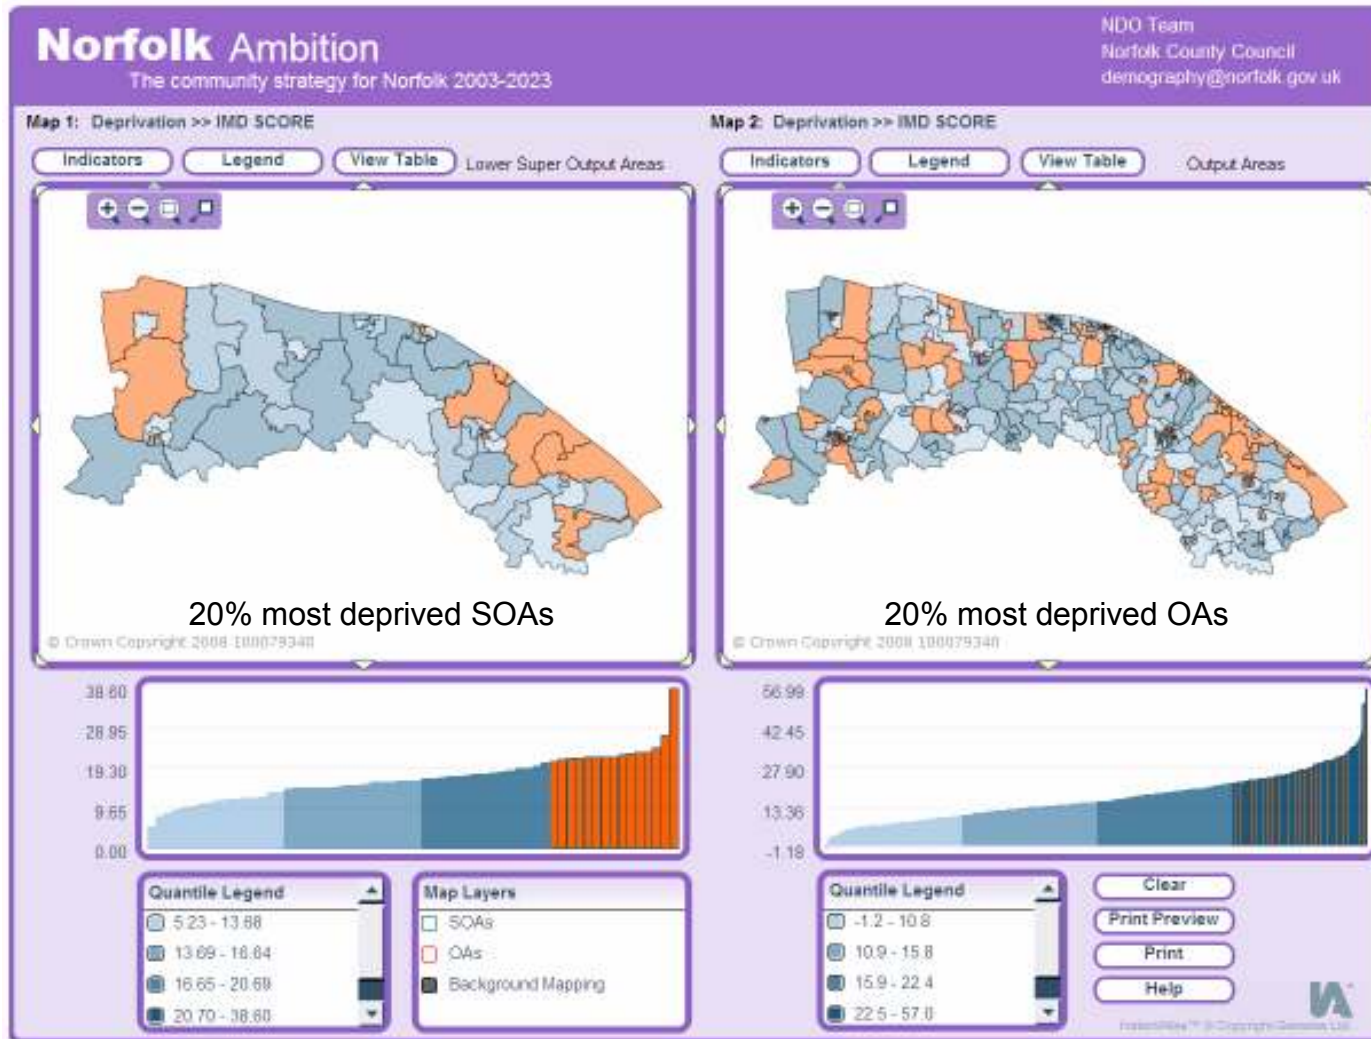 Norfolk Ambition
The community strategy for Norfolk 2003-2023
NDO Team
Norfolk County Council
demography@norfolk.gov.uk
Map 1: Deprivation >> IMD SCORE
Indicators
Legend
View Table
Lower Super Output Areas
20% most deprived SOAs
© Crown Copyright 2008 100079340
38.60
28.95
19.30
9.65
0.00
Quantile Legend
5.23 - 13.68
13.69 - 16.64
16.65 - 20.69
20.70 - 38.60
Map Layers
SOAs
OAs
Background Mapping
Map 2: Deprivation >> IMD SCORE
Indicators
Legend
View Table
Output Areas
20% most deprived OAs
© Crown Copyright 2008 100079340
56.99
42.45
27.90
13.36
-1.18
Quantile Legend
-1.2 - 10.8
10.9 - 15.8
15.9 - 22.4
22.5 - 57.0
Clear
Print Preview
Print
Help